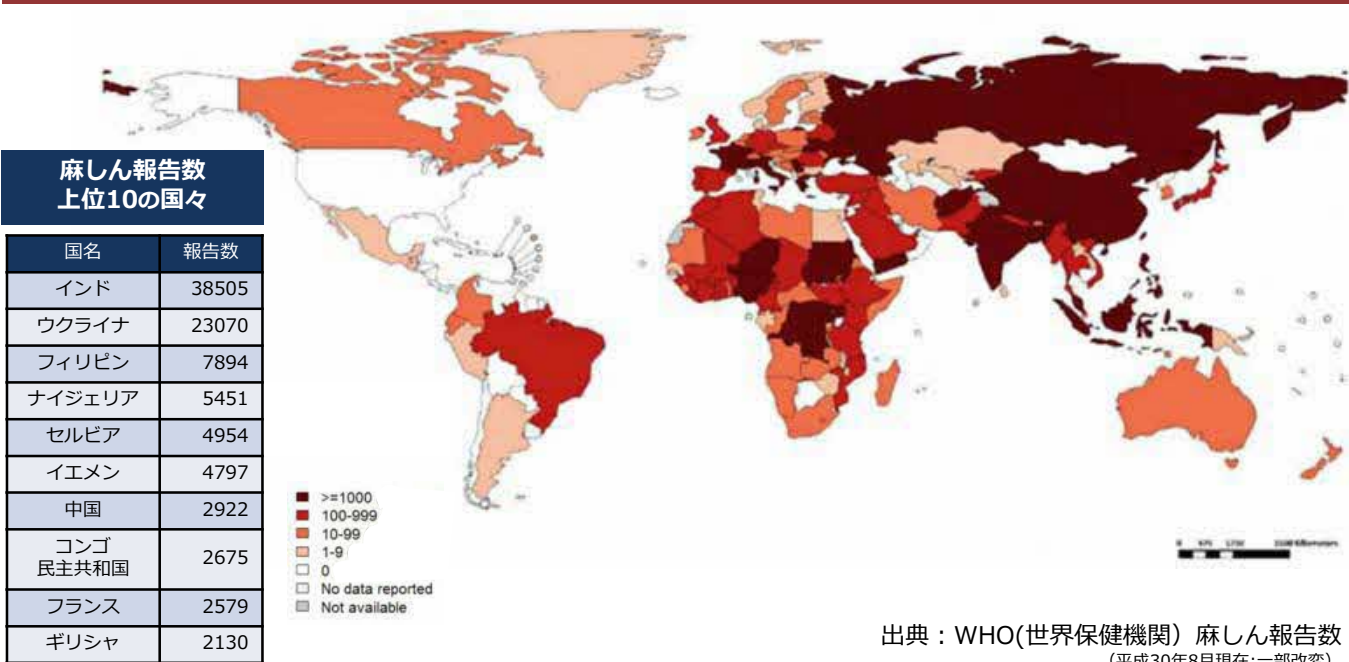 麻しん報告数
上位10の国々
国名 報告数
インド 38505
ウクライナ 23070
フィリピン 7894
ナイジェリア 5451
セルビア 4954
イエメン 4797
中国 2922
コンゴ
民主共和国 2675
フランス 2579
ギリシャ 2130
>=1000
100-999
10-99
1-9
0
No data reported
Not available
出典：WHO(世界保健機関）麻しん報告数
(平成30年8月現在:一部改変)